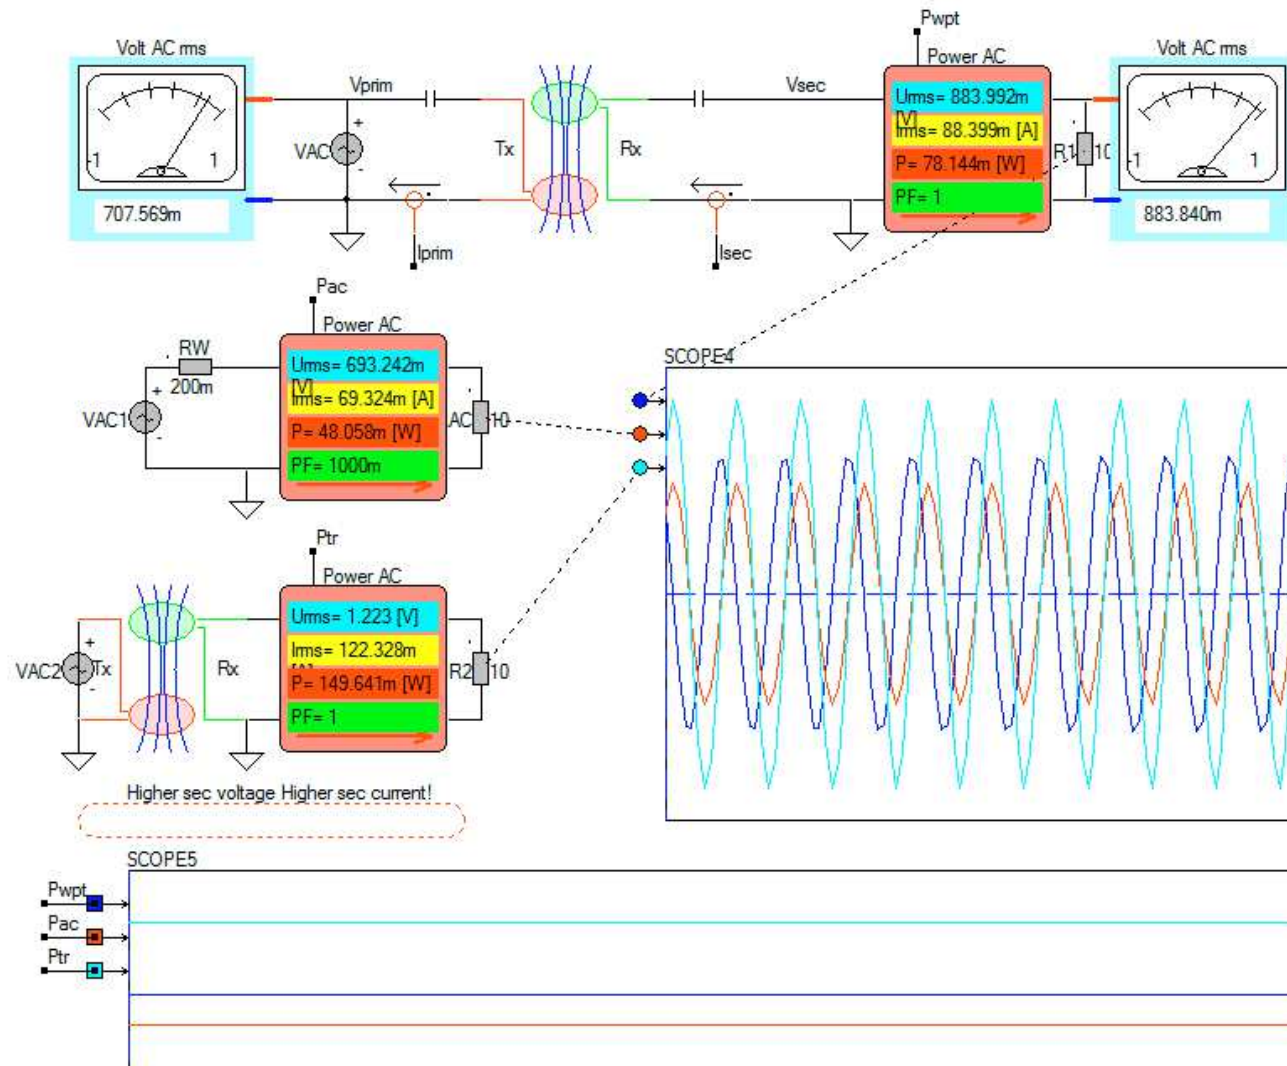 Pwpt
Volt AC rms
Power AC
Volt AC rms
Vprim
Vsec
Urms= 883.992m
[V]
Irms= 88.399m [A]
P= 78.144m [W]
PF= 1
VAC
+
-
Tx
Rx
R1
-1
1
-1
1
707.569m
883.840m
Iprim
Isec
Pac
Power AC
RW
200m
Urms= 693.242m
[V]
Irms= 69.324m [A]
P= 48.058m [W]
PF= 1000m
VAC1
+
-
AC
10
SCOPE4
Ptr
Power AC
Urms= 1.223 [V]
Irms= 122.328m
P= 149.641m [W]
PF= 1
VAC2
+
-
Tx
Rx
R2
10
Higher sec voltage Higher sec current!
SCOPE5
Pwpt
Pac
Ptr